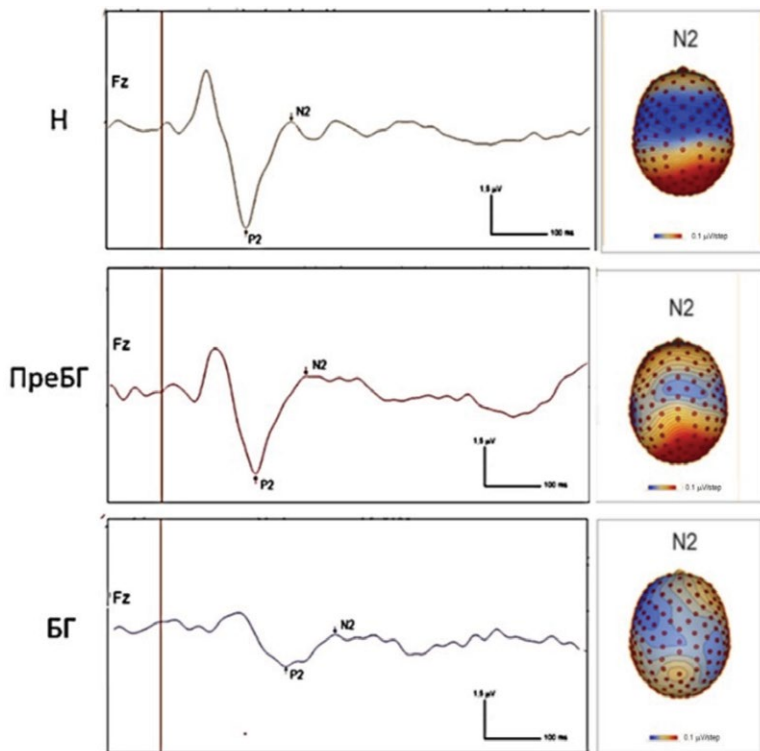 Н
Fz
N2
P2
1,5 µV
100 ms
N2
0.1 µV/step
ПреБГ
Fz
N2
P2
1,5 µV
100 ms
N2
0.1 µV/step
БГ
Fz
N2
P2
1,5 µV
100 ms
N2
0.1 µV/step